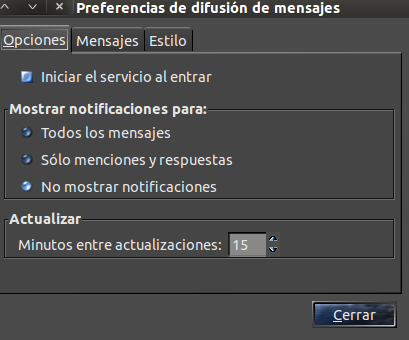 Preferencias de difusión de mensajes
Opciones Mensajes Estilo
Iniciar el servicio al entrar
Mostrar notificaciones para:
Todos los mensajes
Sólo menciones y respuestas
No mostrar notificaciones
Actualizar
Minutos entre actualizaciones: 15
Cerrar